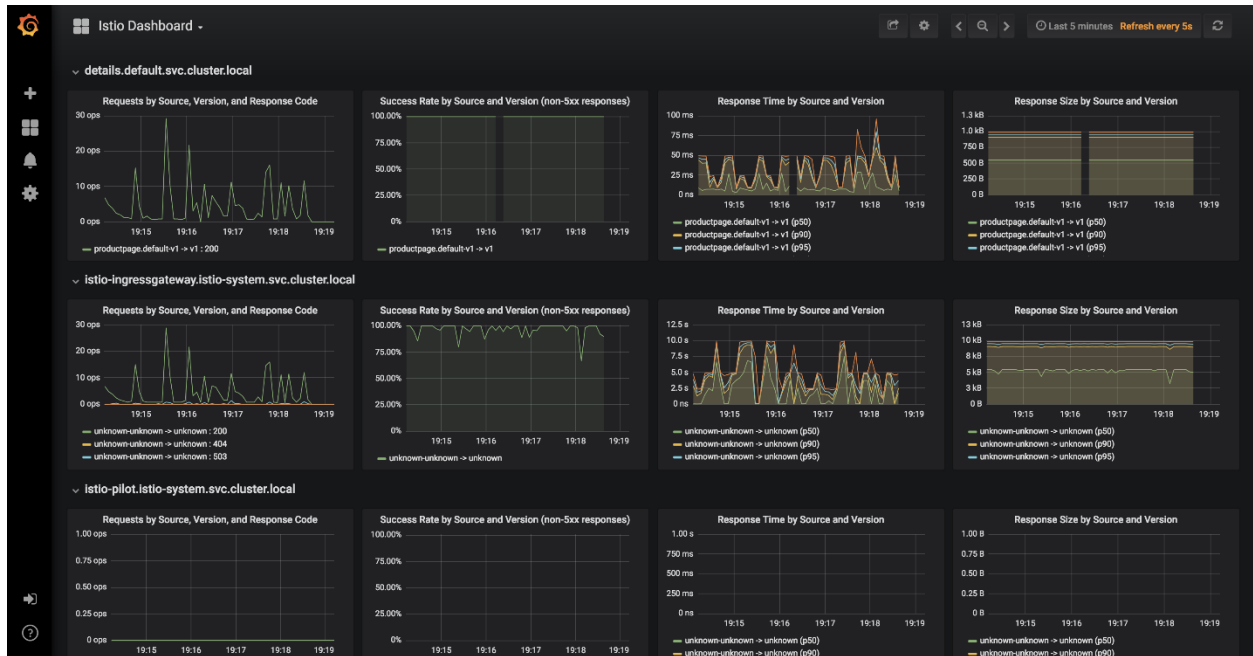 Istio Dashboard
Last 5 minutes Refresh every 5s
details.default.svc.cluster.local
Requests by Source, Version, and Response Code
30 ops
20 ops
10 ops
0 ops
19:15 19:16 19:17 19:18 19:19
productpage.default-v1 -> v1 : 200
Success Rate by Source and Version (non-5xx responses)
100.00%
75.00%
50.00%
25.00%
0%
19:15 19:16 19:17 19:18 19:19
productpage.default-v1 -> v1
Response Time by Source and Version
100 ms
75 ms
50 ms
25 ms
0 ns
19:15 19:16 19:17 19:18 19:19
productpage.default-v1 -> v1 (p50)
productpage.default-v1 -> v1 (p90)
productpage.default-v1 -> v1 (p95)
Response Size by Source and Version
1.3 kB
1.0 kB
750 B
500 B
250 B
0 B
19:15 19:16 19:17 19:18 19:19
productpage.default-v1 -> v1 (p50)
productpage.default-v1 -> v1 (p90)
productpage.default-v1 -> v1 (p95)
istio-ingressgateway.istio-system.svc.cluster.local
Requests by Source, Version, and Response Code
30 ops
20 ops
10 ops
0 ops
19:15 19:16 19:17 19:18 19:19
unknown-unknown -> unknown : 200
unknown-unknown -> unknown : 404
unknown-unknown -> unknown : 503
Success Rate by Source and Version (non-5xx responses)
100.00%
75.00%
50.00%
25.00%
0%
19:15 19:16 19:17 19:18 19:19
unknown-unknown -> unknown
Response Time by Source and Version
12.5 s
10.0 s
7.5 s
5.0 s
2.5 s
0 ns
19:15 19:16 19:17 19:18 19:19
unknown-unknown -> unknown (p50)
unknown-unknown -> unknown (p90)
unknown-unknown -> unknown (p95)
Response Size by Source and Version
13 kB
10 kB
8 kB
5 kB
3 kB
0 B
19:15 19:16 19:17 19:18 19:19
unknown-unknown -> unknown (p50)
unknown-unknown -> unknown (p90)
unknown-unknown -> unknown (p95)
istio-pilot.istio-system.svc.cluster.local
Requests by Source, Version, and Response Code
1.00 ops
0.75 ops
0.50 ops
0.25 ops
0 ops
19:15 19:16 19:17 19:18 19:19
Success Rate by Source and Version (non-5xx responses)
100.00%
75.00%
50.00%
25.00%
0%
19:15 19:16 19:17 19:18 19:19
Response Time by Source and Version
1.00 s
750 ms
500 ms
250 ms
0 ns
19:15 19:16 19:17 19:18 19:19
unknown-unknown -> unknown (p50)
unknown-unknown -> unknown (p90)
Response Size by Source and Version
1.00 B
0.75 B
0.50 B
0.25 B
0 B
19:15 19:16 19:17 19:18 19:19
unknown-unknown -> unknown (p50)
unknown-unknown -> unknown (p90)